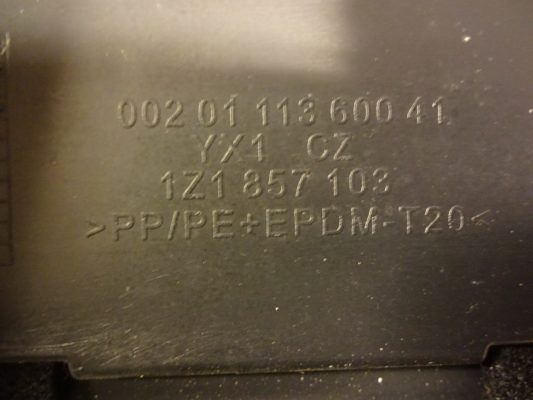 002 01 113 600 41
YX1 CZ
1Z1 857 103
>PP/PE+EPDM-T20<